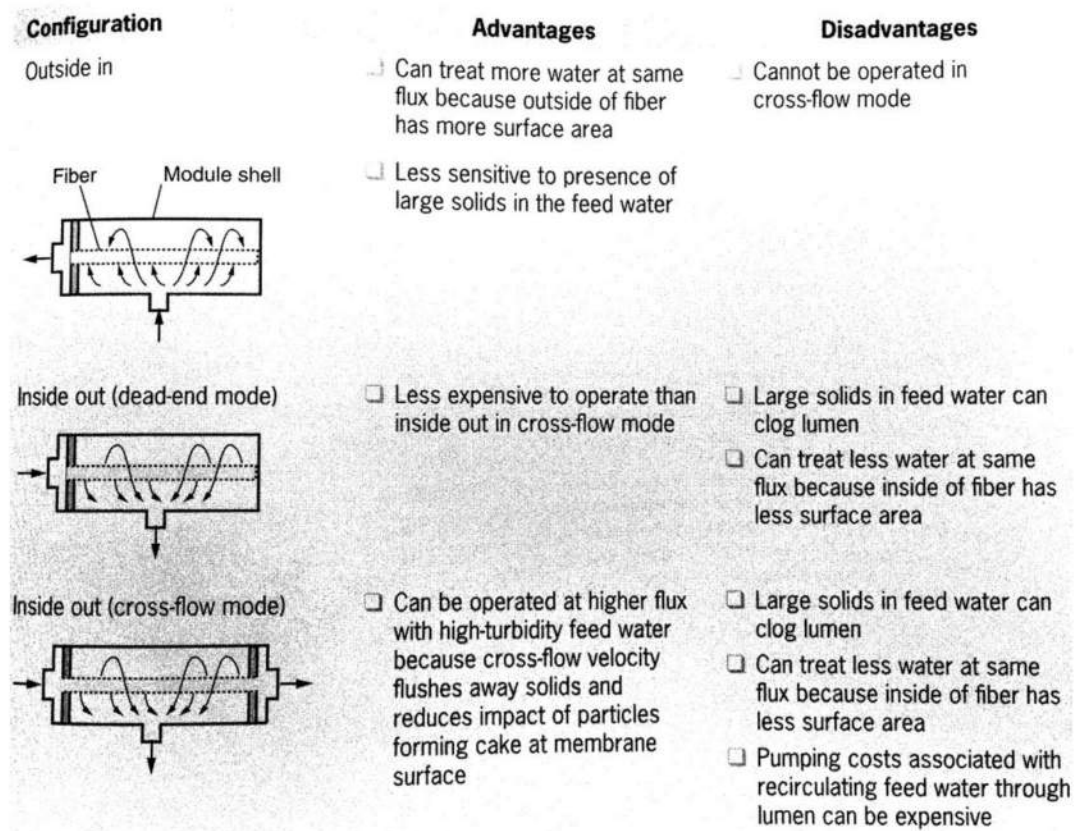 Configuration
Advantages
Disadvantages
Outside in
Can treat more water at same
flux because outside of fiber
has more surface area
Less sensitive to presence of
large solids in the feed water
Cannot be operated in
cross-flow mode
Fiber
Module shell
Inside out (dead-end mode)
Less expensive to operate than
inside out in cross-flow mode
Large solids in feed water can
clog lumen
Can treat less water at same
flux because inside of fiber has
less surface area
Inside out (cross-flow mode)
Can be operated at higher flux
with high-turbidity feed water
because cross-flow velocity
flushes away solids and
reduces impact of particles
forming cake at membrane
surface
Large solids in feed water can
clog lumen
Can treat less water at same
flux because inside of fiber has
less surface area
Pumping costs associated with
recirculating feed water through
lumen can be expensive